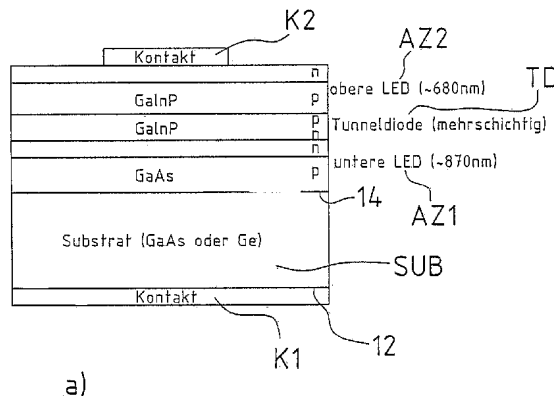 K2
Kontakt
AZ2
n
obere LED (~680nm)
TD
GaInP p
GaInP p
n
Tunneldiode (mehrschichtig)
n
untere LED (~870nm)
GaAs p
14
AZ1
Substrat (GaAs oder Ge)
SUB
Kontakt
K1
12
a)